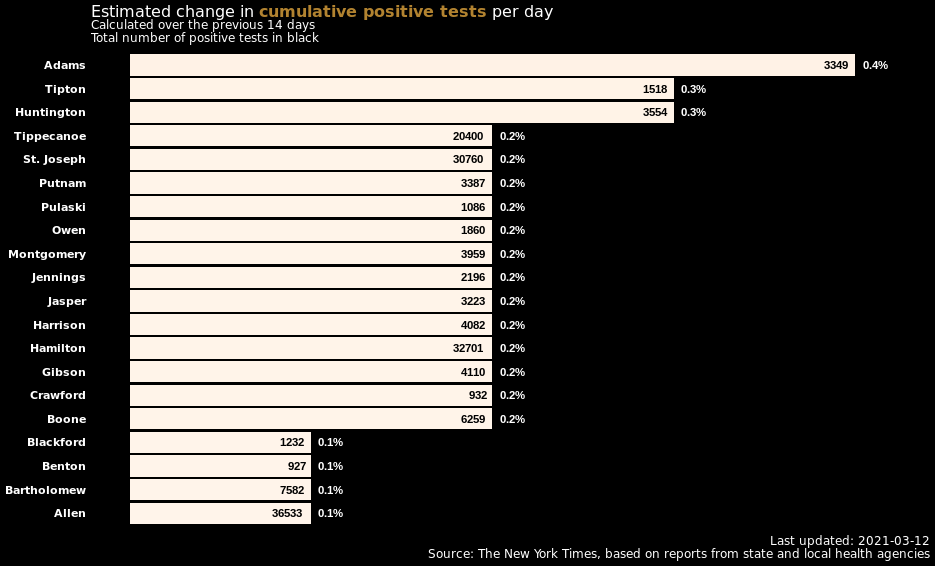 Estimated change in cumulative positive tests per day
Calculated over the previous 14 days
Total number of positive tests in black
Adams 3349 0.4%
Tipton 1518 0.3%
Huntington 3554 0.3%
Tippecanoe 20400 0.2%
St. Joseph 30760 0.2%
Putnam 3387 0.2%
Pulaski 1086 0.2%
Owen 1860 0.2%
Montgomery 3959 0.2%
Jennings 2196 0.2%
Jasper 3223 0.2%
Harrison 4082 0.2%
Hamilton 32701 0.2%
Gibson 4110 0.2%
Crawford 932 0.2%
Boone 6259 0.2%
Blackford 1232 0.1%
Benton 927 0.1%
Bartholomew 7582 0.1%
Allen 36533 0.1%
Last updated: 2021-03-12
Source: The New York Times, based on reports from state and local health agencies